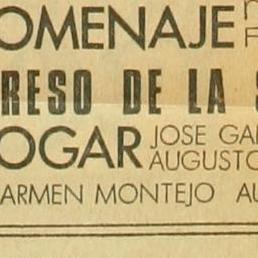 OMENAJE
RESO DE LA S
OGAR JOSE GA
AUGUSTO
ARMEN MONTEJO AU